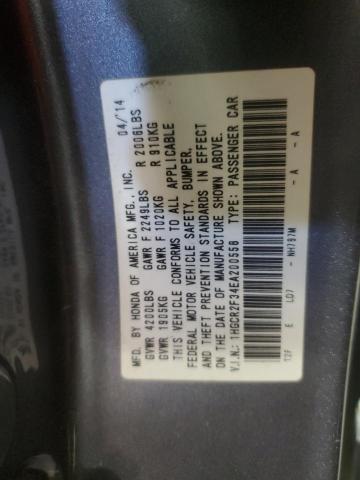 MFD. BY HONDA OF AMERICA MFG., INC. 04/14
GVWR 4200LBS GAWR F 2249LBS R 2006LBS
GVWR 1905KG GAWR F 1020KG R 910KG
THIS VEHICLE CONFORMS TO ALL APPLICABLE
FEDERAL MOTOR VEHICLE SAFETY, BUMPER,
AND THEFT PREVENTION STANDARDS IN EFFECT
ON THE DATE OF MANUFACTURE SHOWN ABOVE.
V.I.N.: 1HGCR2F34EA200558 TYPE: PASSENGER CAR
T2F E LD7 NH797M - A - A